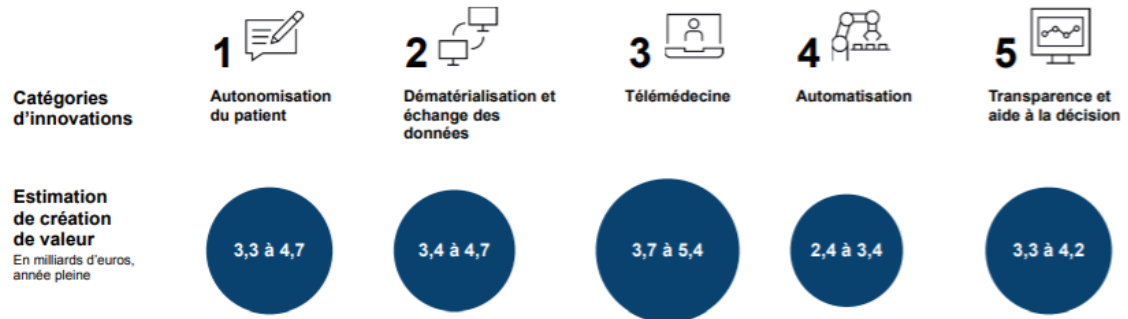 1
2
3
4
5
Catégories
d'innovations
Autonomisation
du patient
Dématérialisation et
échange des
données
Télémédecine
Automatisation
Transparence et
aide à la décision
Estimation
de création
de valeur
En milliards d'euros,
année pleine
3,3 à 4,7
3,4 à 4,7
3,7 à 5,4
2,4 à 3,4
3,3 à 4,2